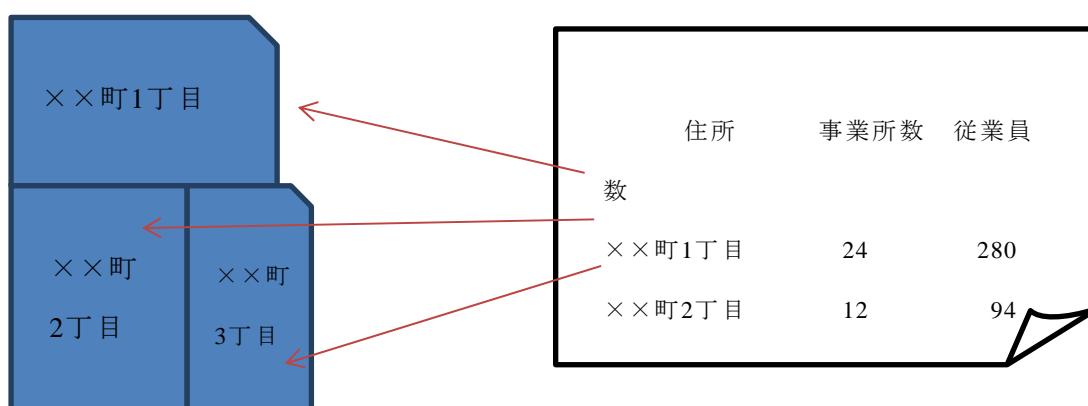 ××町1丁目
××町
2丁目
××町
3丁目
住所 事業所数 従業員
数
××町1丁目 24 280
××町2丁目 12 94